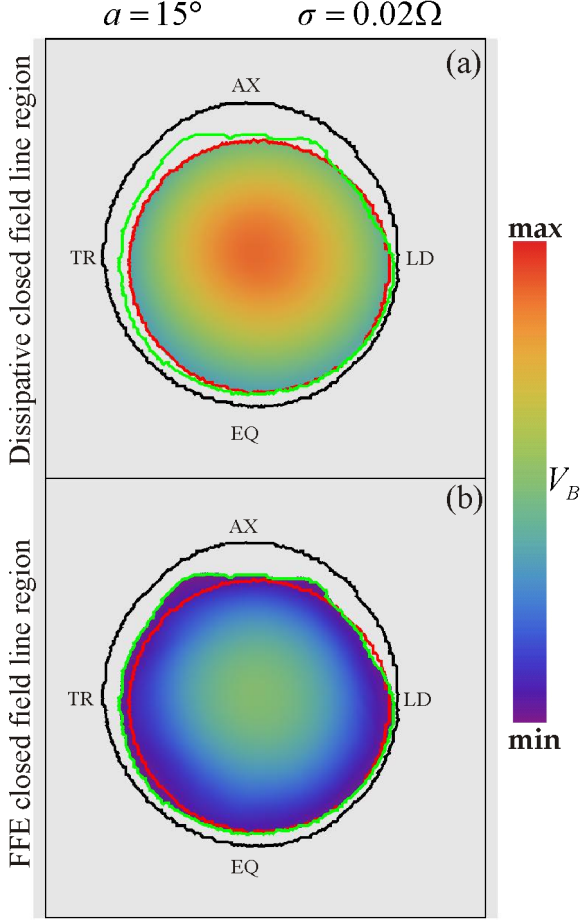 a = 15° σ = 0.02Ω
Dissipative closed field line region
(a)
AX
TR
LD
EQ
max
V_B
min
FFE closed field line region
(b)
AX
TR
LD
EQ